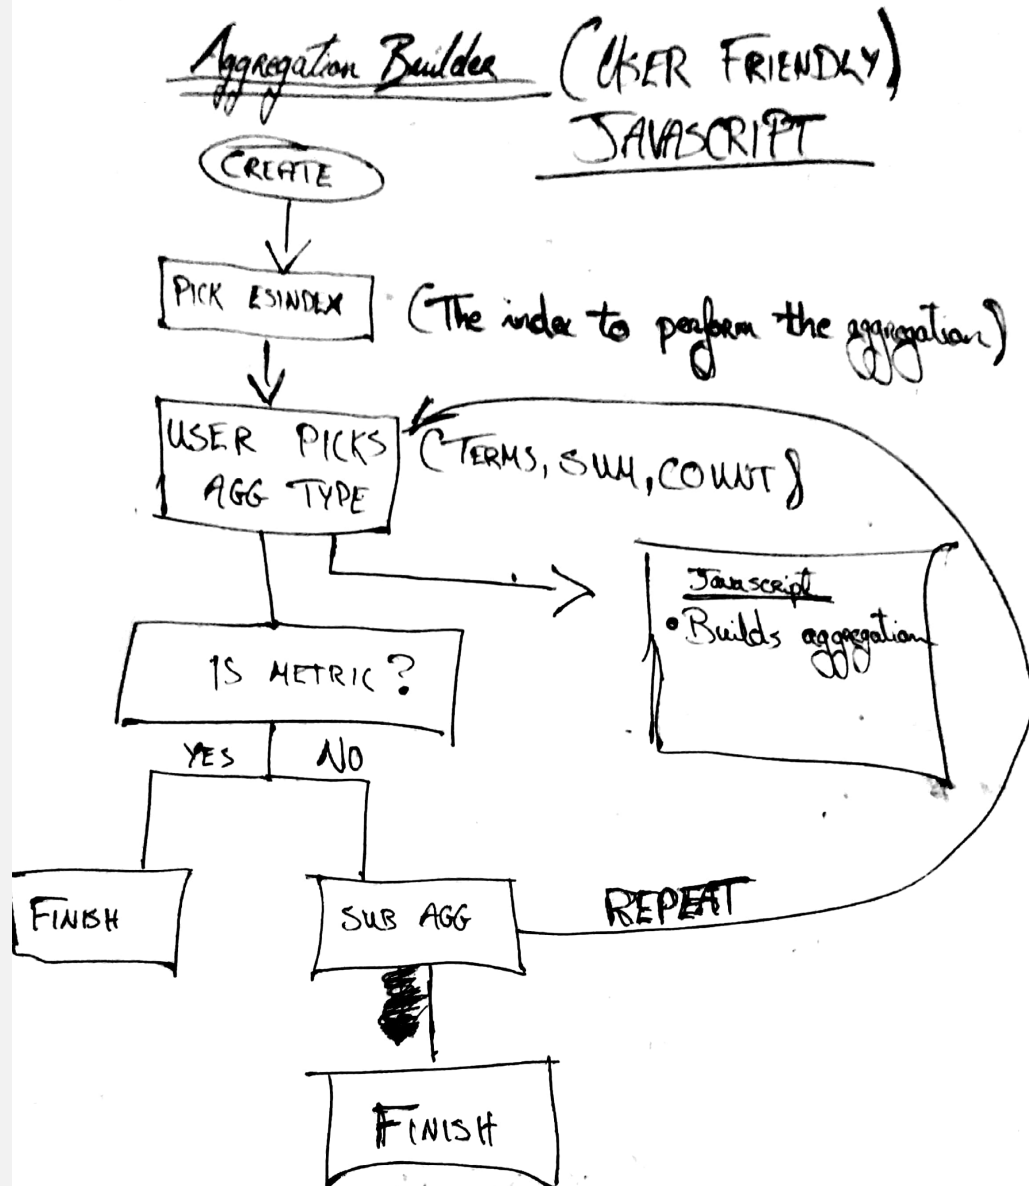 Aggregation Builder (USER FRIENDLY)
JAVASCRIPT
CREATE
PICK ESINDEX
(The index to perform the aggregation)
USER PICKS
AGG TYPE
(TERMS, SUM, COUNT)
Javascript
• Builds aggregation
IS METRIC?
YES NO
FINISH
SUB AGG
REPEAT
FINISH